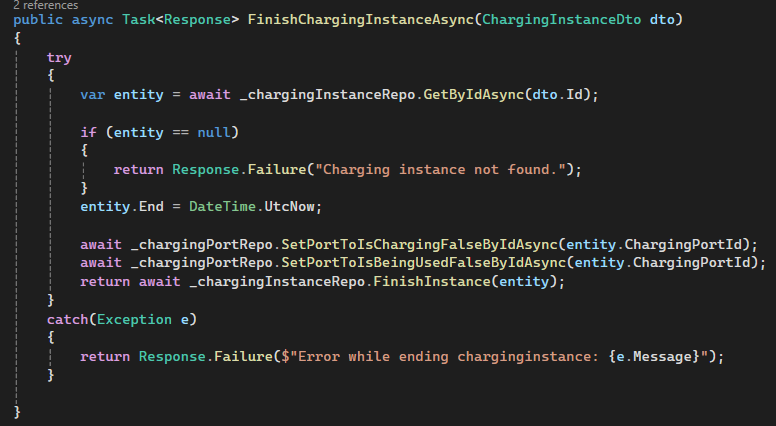 2 references
public async Task<Response> FinishChargingInstanceAsync(ChargingInstanceDto dto)
{
    try
    {
        var entity = await _chargingInstanceRepo.GetByIdAsync(dto.Id);

        if (entity == null)
        {
            return Response.Failure("Charging instance not found.");
        }
        entity.End = DateTime.UtcNow;

        await _chargingPortRepo.SetPortToIsChargingFalseByIdAsync(entity.ChargingPortId);
        await _chargingPortRepo.SetPortToIsBeingUsedFalseByIdAsync(entity.ChargingPortId);
        return await _chargingInstanceRepo.FinishInstance(entity);
    }
    catch(Exception e)
    {
        return Response.Failure($"Error while ending charginginstance: {e.Message}");
    }

}